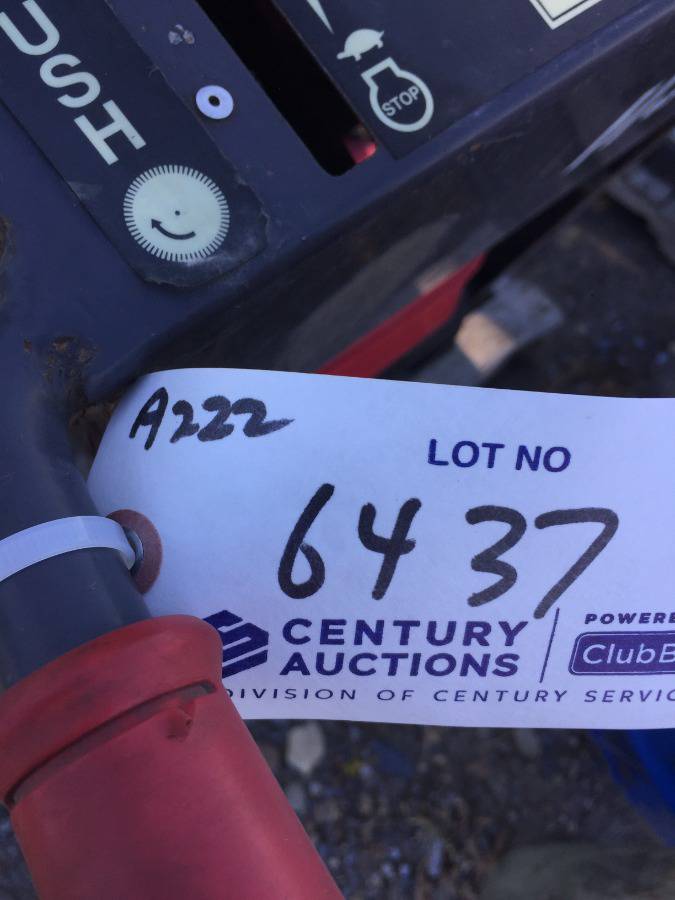 USH
STOP
A222
LOT NO
6437
CENTURY
AUCTIONS
POWERE
ClubB
DIVISION OF CENTURY SERVIC